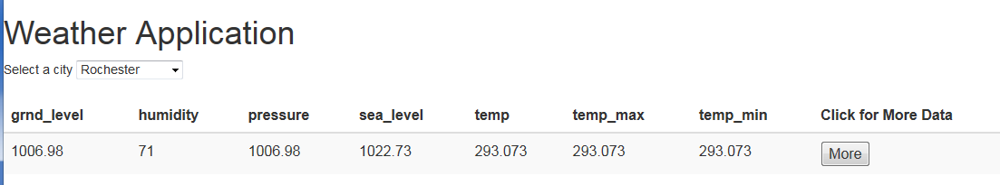 Weather Application
Select a city Rochester
grnd_level humidity pressure sea_level temp temp_max temp_min Click for More Data
1006.98 71 1006.98 1022.73 293.073 293.073 293.073 More